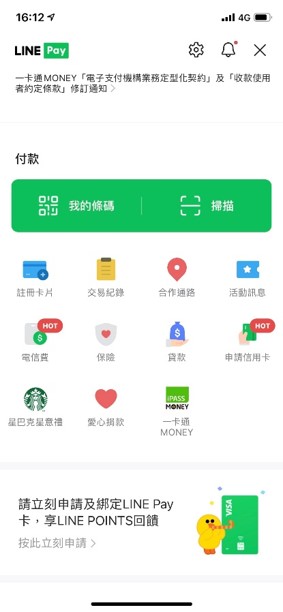 16:12
4G
LINE Pay
一卡通MONEY「電子支付機構業務定型化契約」及「收款使用
者約定條款」修訂通知
付款
我的條碼
掃描
註冊卡片
交易紀錄
合作通路
活動訊息
HOT
HOT
電信費
保險
貸款
申請信用卡
iPASS
MONEY
星巴克星意禮
愛心捐款
一卡通
MONEY
請立刻申請及綁定LINE Pay
卡,享LINE POINTS回饋
按此立刻申請
VISA